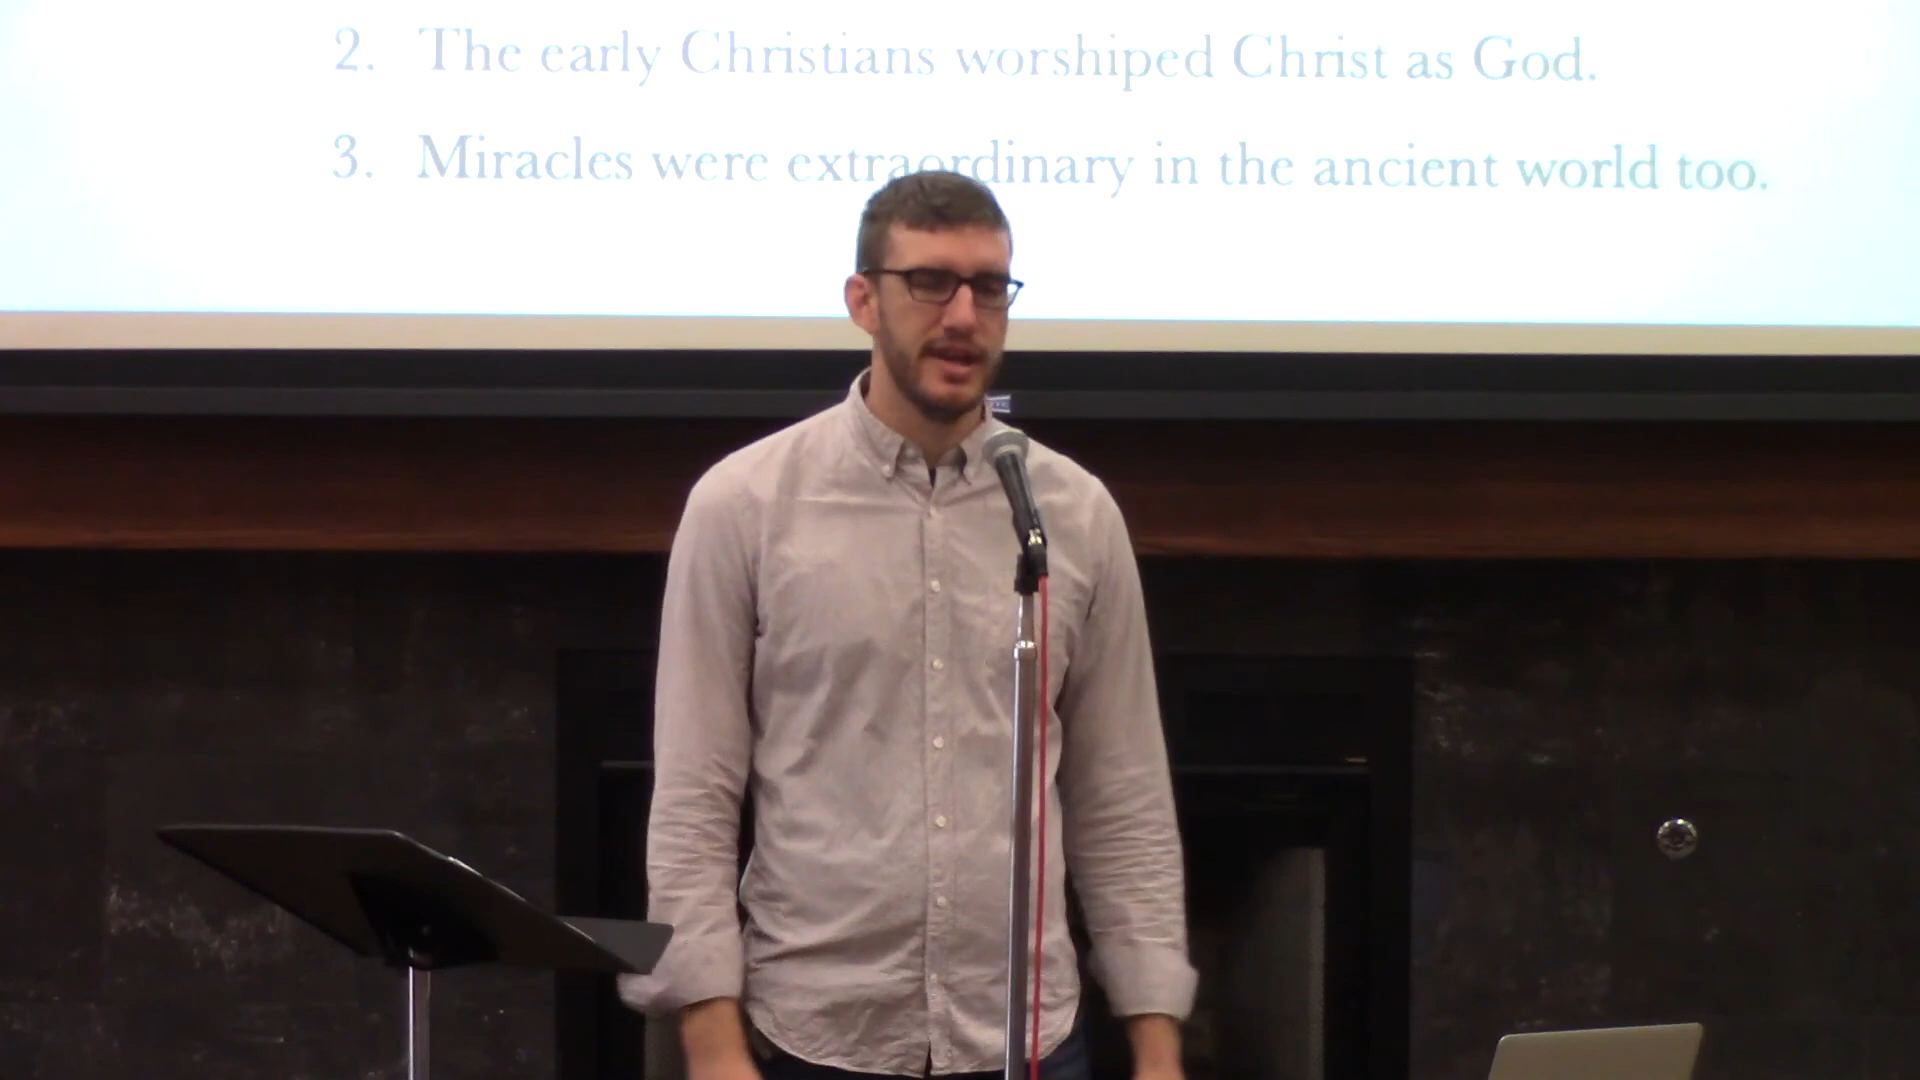 2. The early Christians worshiped Christ as God.
3. Miracles were extraordinary in the ancient world too.